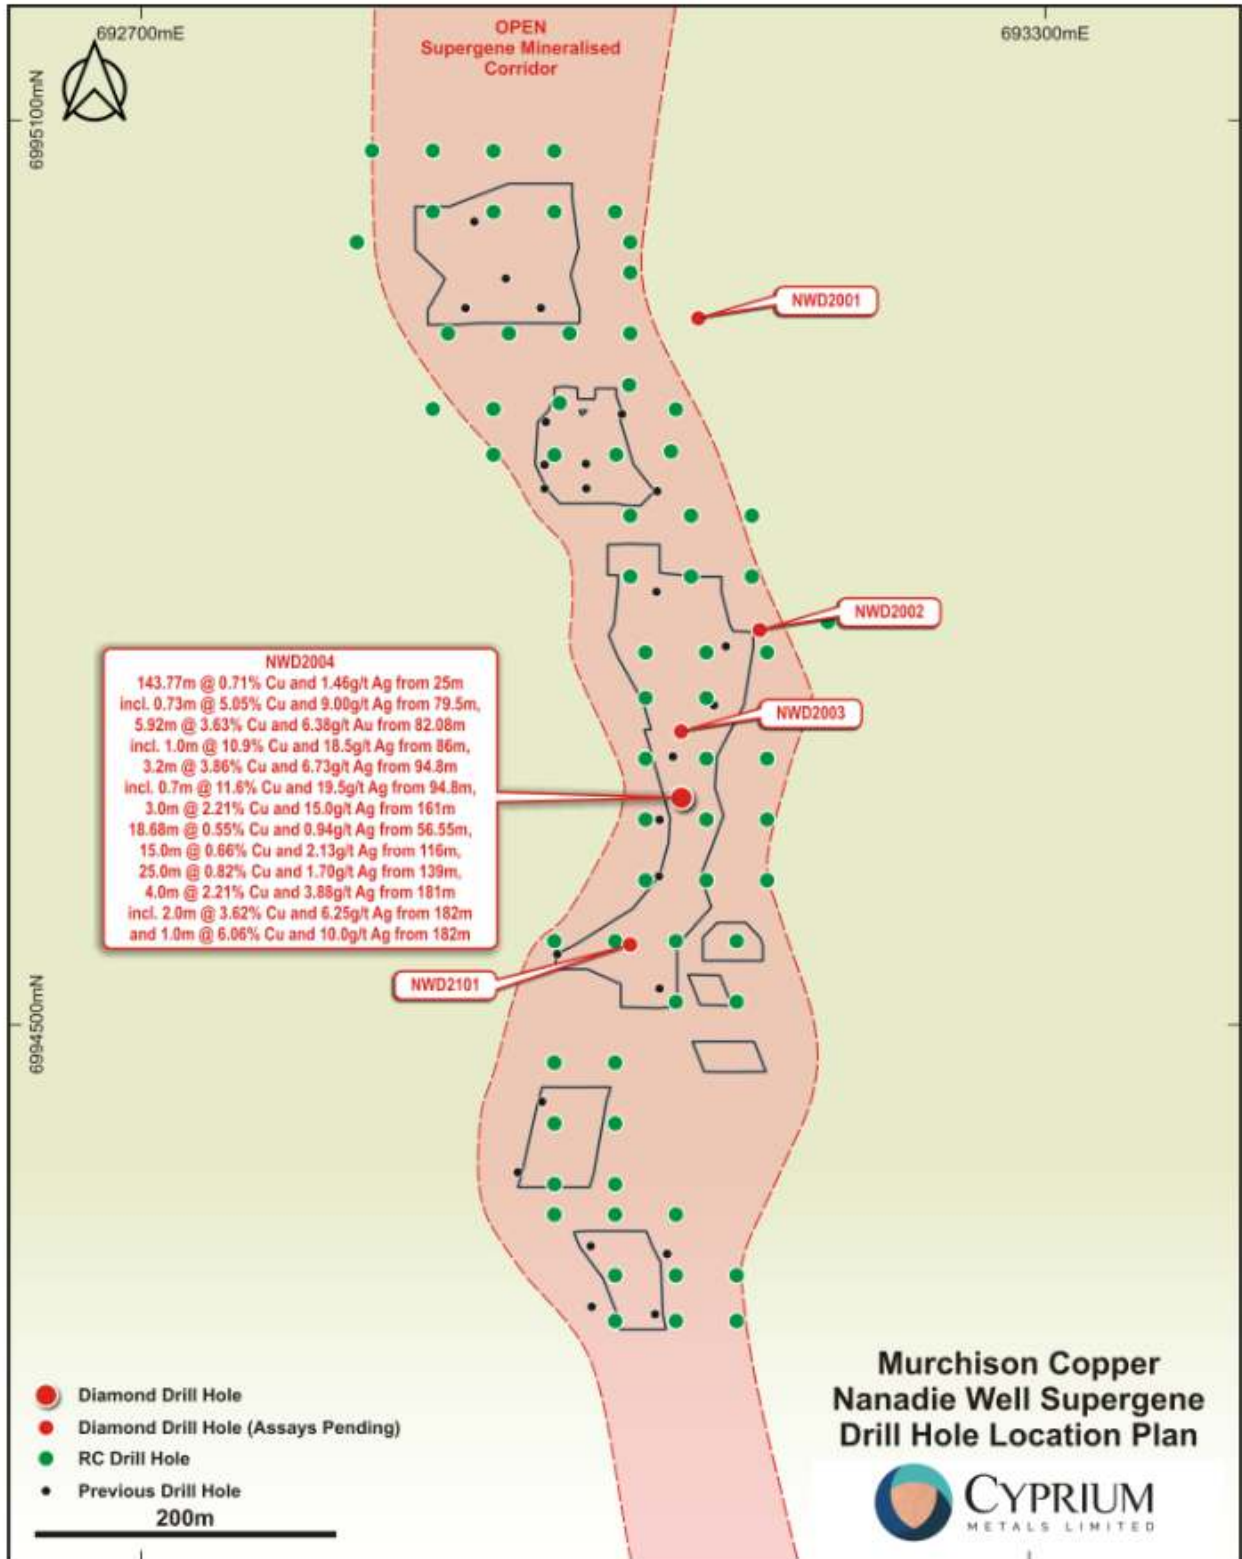 692700mE
693300mE
OPEN
Supergene Mineralised
Corridor
6995100mN
NWD2001
NWD2002
NWD2004
143.77m @ 0.71% Cu and 1.46g/t Ag from 25m
incl. 0.73m @ 5.05% Cu and 9.00g/t Ag from 79.5m,
5.92m @ 3.63% Cu and 6.38g/t Au from 82.08m
incl. 1.0m @ 10.9% Cu and 18.5g/t Ag from 86m,
3.2m @ 3.86% Cu and 6.73g/t Ag from 94.8m
incl. 0.7m @ 11.6% Cu and 19.5g/t Ag from 94.8m,
3.0m @ 2.21% Cu and 15.0g/t Ag from 161m
18.68m @ 0.55% Cu and 0.94g/t Ag from 56.55m,
15.0m @ 0.66% Cu and 2.13g/t Ag from 116m,
25.0m @ 0.82% Cu and 1.70g/t Ag from 139m,
4.0m @ 2.21% Cu and 3.88g/t Ag from 181m
incl. 2.0m @ 3.62% Cu and 6.25g/t Ag from 182m
and 1.0m @ 6.06% Cu and 10.0g/t Ag from 182m
NWD2003
NWD2101
6994500mN
Diamond Drill Hole
Diamond Drill Hole (Assays Pending)
RC Drill Hole
Previous Drill Hole
200m
Murchison Copper
Nanadie Well Supergene
Drill Hole Location Plan
CYPRIUM
METALS LIMITED